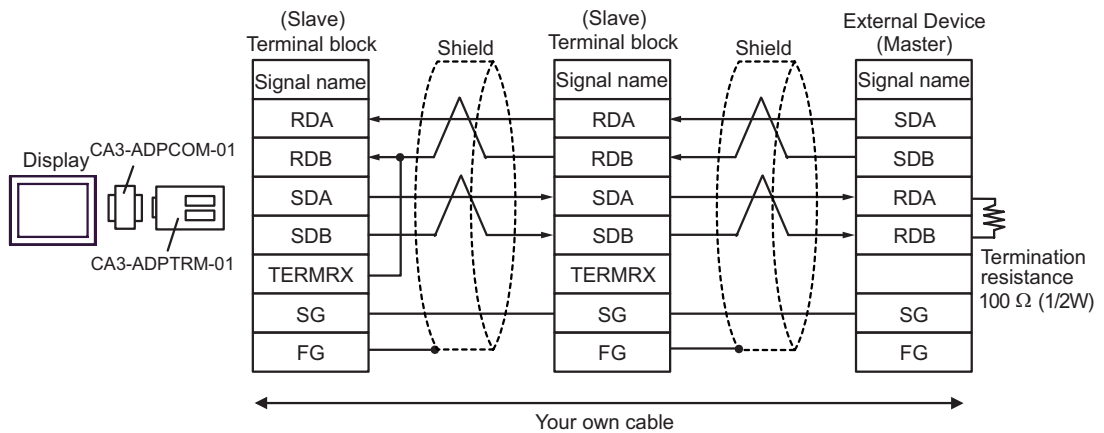 (Slave)
Terminal block
Shield
(Slave)
Terminal block
Shield
External Device
(Master)
Signal name
Signal name
Signal name
RDA
RDA
SDA
RDB
RDB
SDB
SDA
SDA
RDA
SDB
SDB
RDB
TERMRX
TERMRX
SG
SG
SG
FG
FG
FG
Display
CA3-ADPCOM-01
CA3-ADPTRM-01
Termination
resistance
100 Ω (1/2W)
Your own cable